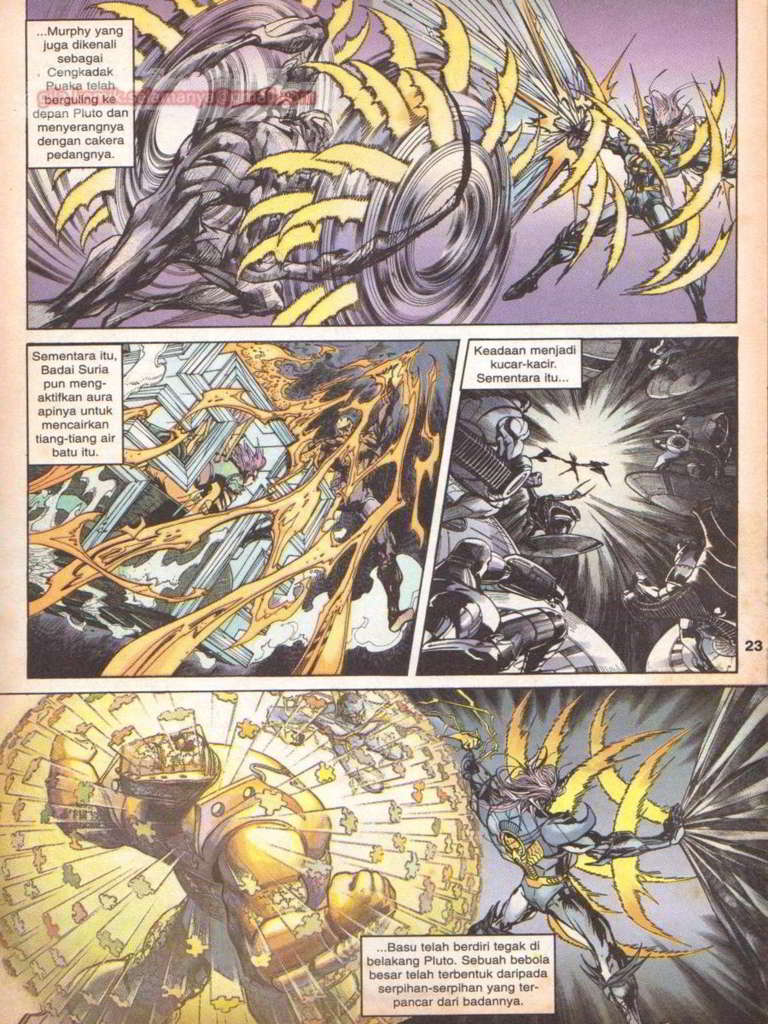 ...Murphy yang
juga dikenali
sebagai
Cengkadak
Puaka telah
berguling ke
depan Pluto dan
menyerangnya
dengan cakera
pedangnya.
Sementara itu,
Badai Suria
pun meng-
aktifkan aura
apinya untuk
mencairkan
tiang-tiang air
batu itu.
Keadaan menjadi
kucar-kacir.
Sementara itu...
23
...Basu telah berdiri tegak di
belakang Pluto. Sebuah bebola
besar telah terbentuk daripada
serpihan-serpihan yang ter-
pancar dari badannya.